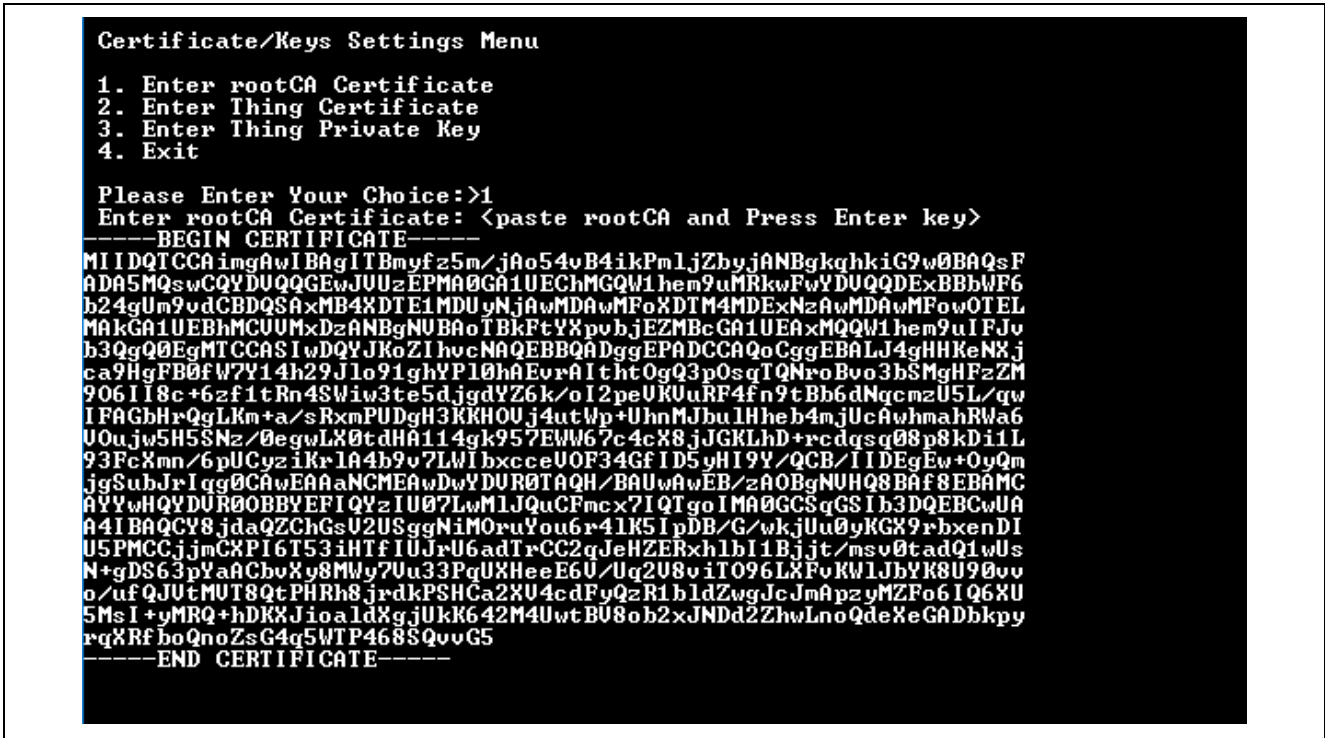 Certificate/Keys Settings Menu
1. Enter rootCA Certificate
2. Enter Thing Certificate
3. Enter Thing Private Key
4. Exit
Please Enter Your Choice:>1
Enter rootCA Certificate: <paste rootCA and Press Enter key>
-----BEGIN CERTIFICATE-----
MIIDQTCCAimgAwIBAgITBmyfz5m/jAo54vB4ikPmljZbyjANBgkqhkiG9w0BAQsF
ADA5MQswCQYDVQQGEwJVUzEPMA0GA1UEChMGQW1hem9uMRkwFwYDVQQDExBBbWF6
b24gUm9vdCBDQSAxMB4XDTE1MDUyNjAwMDAwMFoXDTM4MDExNzAwMDAwMFowOTEL
MAkGA1UEBhMCVVMxDzANBgNVBAoTBkFtYXpvbjEZMBcGA1UEAxMQQW1hem9uIFJv
b3QgQ0EgMTCCASIwDQYJKoZIhvcNAQEBBQADggEPADCCAQoCggEBALJ4gHHKeNXj
ca9HgFB0fW7Y14h29Jlo91ghYPl0hAEvrAIthtOgQ3pOsqTQNroBvo3bSMgHFzZM
9O6II8c+6zf1tRn4SWiw3te5djgdYZ6k/oI2peVKVuRF4fn9tBb6dNqcmzU5L/qw
IFAGbHrQgLKm+a/sRxmPUDgH3KKHOVj4utWp+UhnMJbulHheb4mjUcAwhmahRWa6
VOujw5H5SNz/0egwLX0tdHA114gk957EWW67c4cX8jJGKLhD+rcdqsq08p8kDi1L
93FcXmn/6pUCyziKrlA4b9v7LWIbxcceVOF34GfID5yHI9Y/QCB/IIDEgEw+OyQm
jgSubJrIqg0CAwEAAaNCMEAwDwYDVR0TAQH/BAUwAwEB/zAOBgNVHQ8BAf8EBAMC
AYYwHQYDVR0OBBYEFIQYzIU07LwMlJQuCFmcx7IQTgoIMA0GCSqGSIb3DQEBCwUA
A4IBAQCY8jdaQZChGsV2USggNiMOruYou6r4lK5IpDB/G/wkjUu0yKGX9rbxenDI
U5PMCCjjmCXPI6T53iHTfIUJrU6adTrCC2qJeHZERxhlbI1Bjjt/msv0tadQ1wUs
N+gDS63pYaACbvXy8MWy7Vu33PqUXHeeE6V/Uq2V8viTO96LXFvKWlJbYK8U90vv
o/ufQJVtMVT8QtPHRh8jrdkPSHCa2XV4cdFyQzR1bldZwgJcJmApzyMZFo6IQ6XU
5MsI+yMRQ+hDKXJioaldXgjUkK642M4UwtBV8ob2xJNDd2ZhwLnoQdeXeGADbkpy
rqXRfboQnoZsG4q5WTP468SQvvG5
-----END CERTIFICATE-----